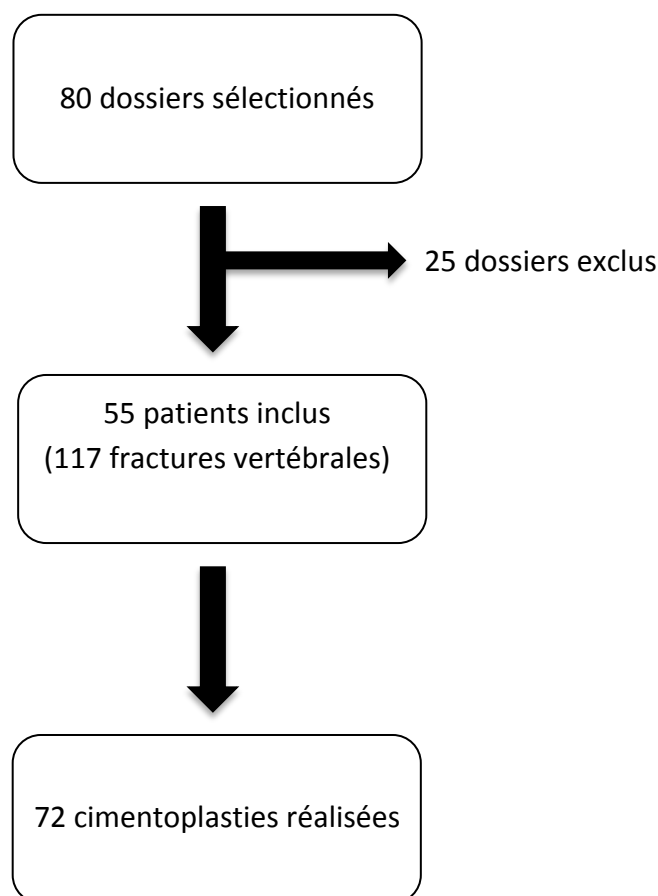 80 dossiers sélectionnés
25 dossiers exclus
55 patients inclus
(117 fractures vertébrales)
72 cimentoplasties réalisées